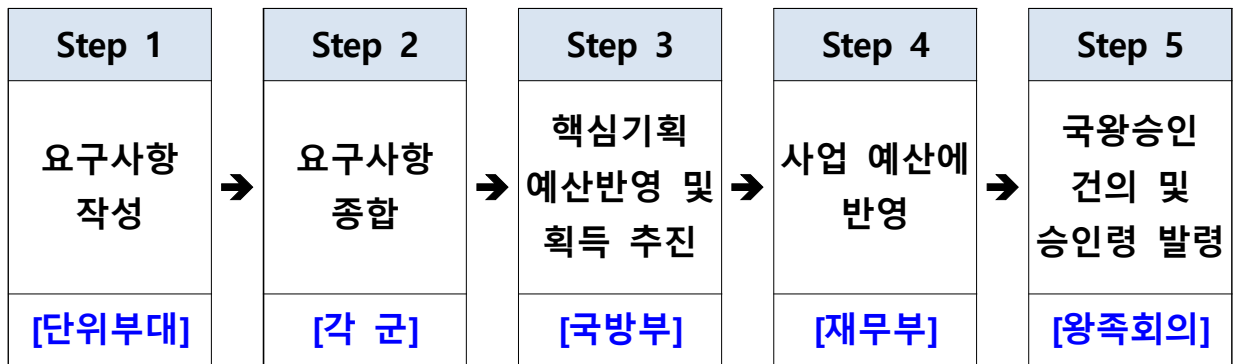 Step 1
요구사항
작성
[단위부대]
➔
Step 2
요구사항
종합
[각 군]
➔
Step 3
핵심기획
예산반영 및
획득 추진
[국방부]
➔
Step 4
사업 예산에
반영
[재무부]
➔
Step 5
국왕승인
건의 및
승인령 발령
[왕족회의]